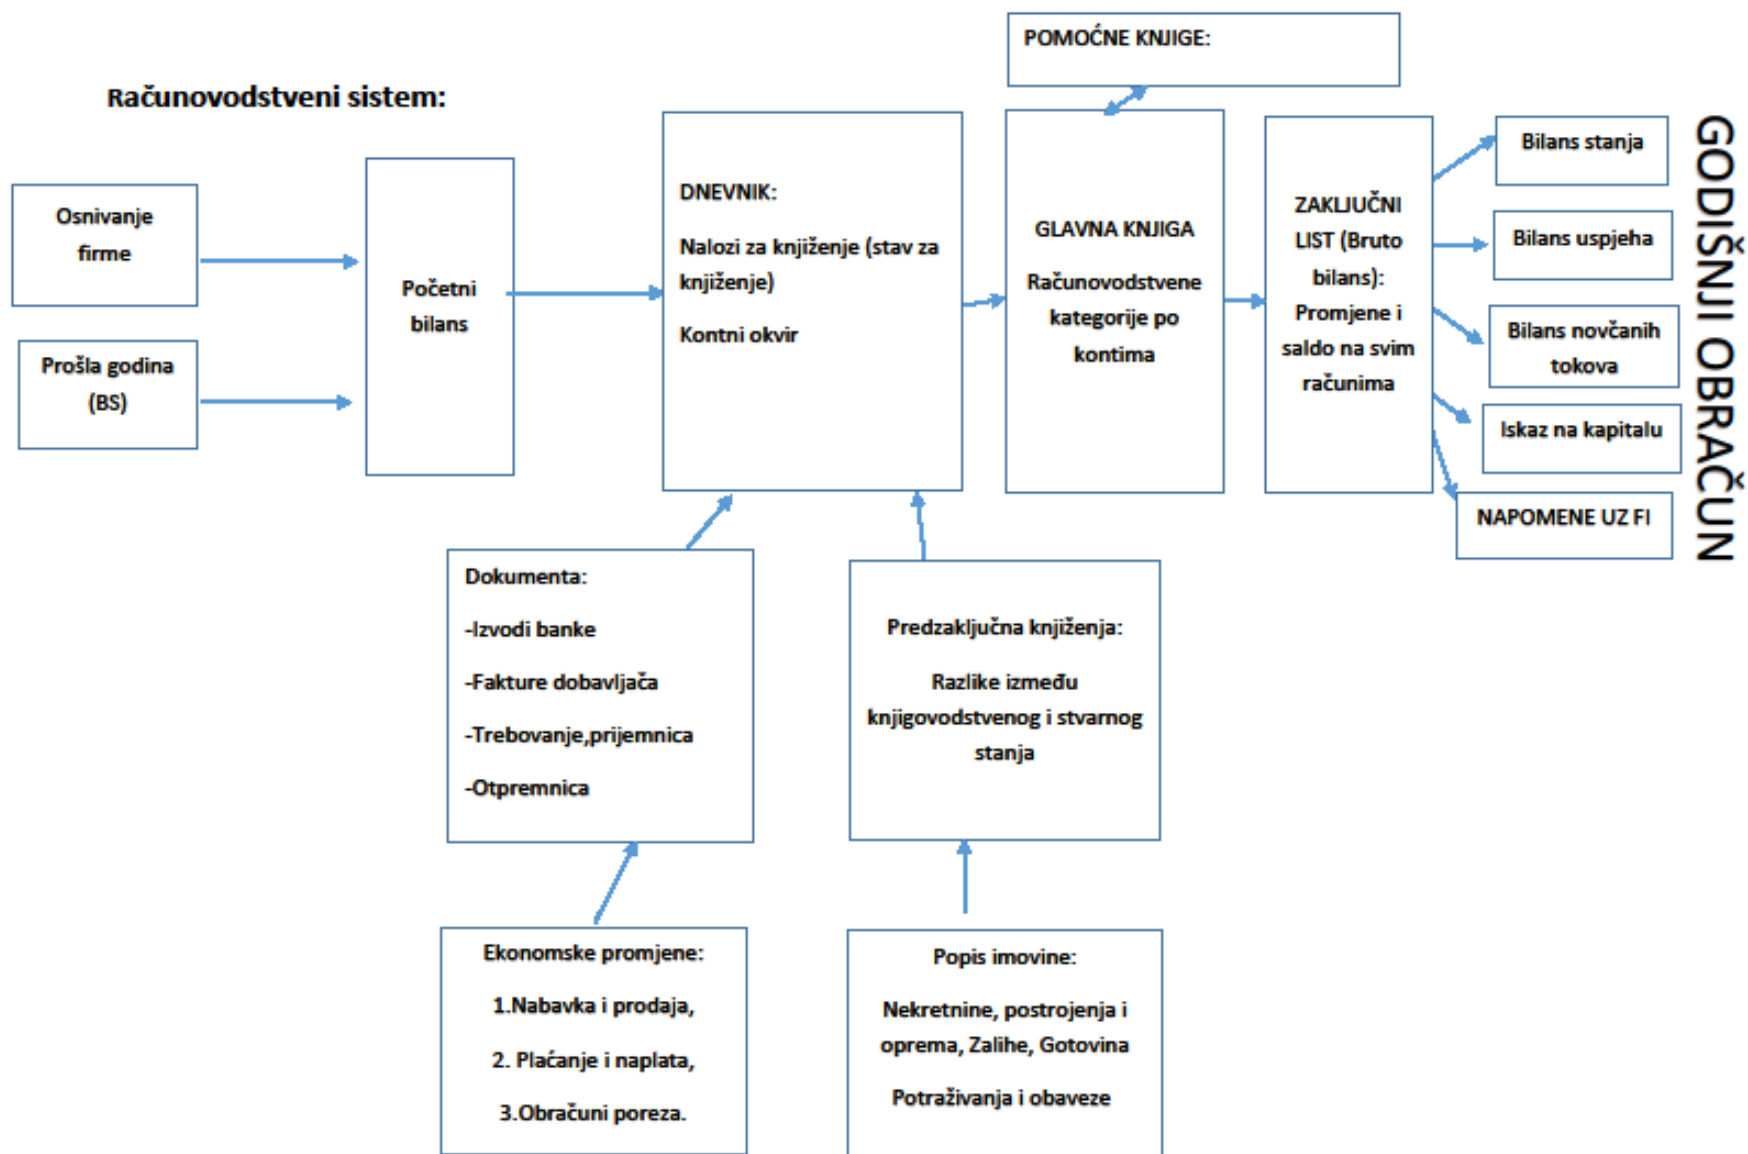 Računovodstveni sistem:
Osnivanje
firme
Prošla godina
(BS)
Početni
bilans
DNEVNIK:
Nalozi za knjiženje (stav za
knjiženje)
Kontni okvir
POMOĆNE KNJIGE:
GLAVNA KNJIGA
Računovodstvene
kategorije po
kontima
ZAKLJUČNI
LIST (Bruto
bilans):
Promjene i
saldo na svim
računima
Bilans stanja
Bilans uspjeha
Bilans novčanih
tokova
Iskaz na kapitalu
NAPOMENE UZ FI
GODIŠNJI OBRAČUN
Dokumenta:
-Izvodi banke
-Fakture dobavljača
-Trebovanje,prijemnica
-Otpremnica
Predzaključna knjiženja:
Razlike između
knjigovodstvenog i stvarnog
stanja
Ekonomske promjene:
1.Nabavka i prodaja,
2. Plaćanje i naplata,
3.Obračuni poreza.
Popis imovine:
Nekretnine, postrojenja i
oprema, Zalihe, Gotovina
Potraživanja i obaveze